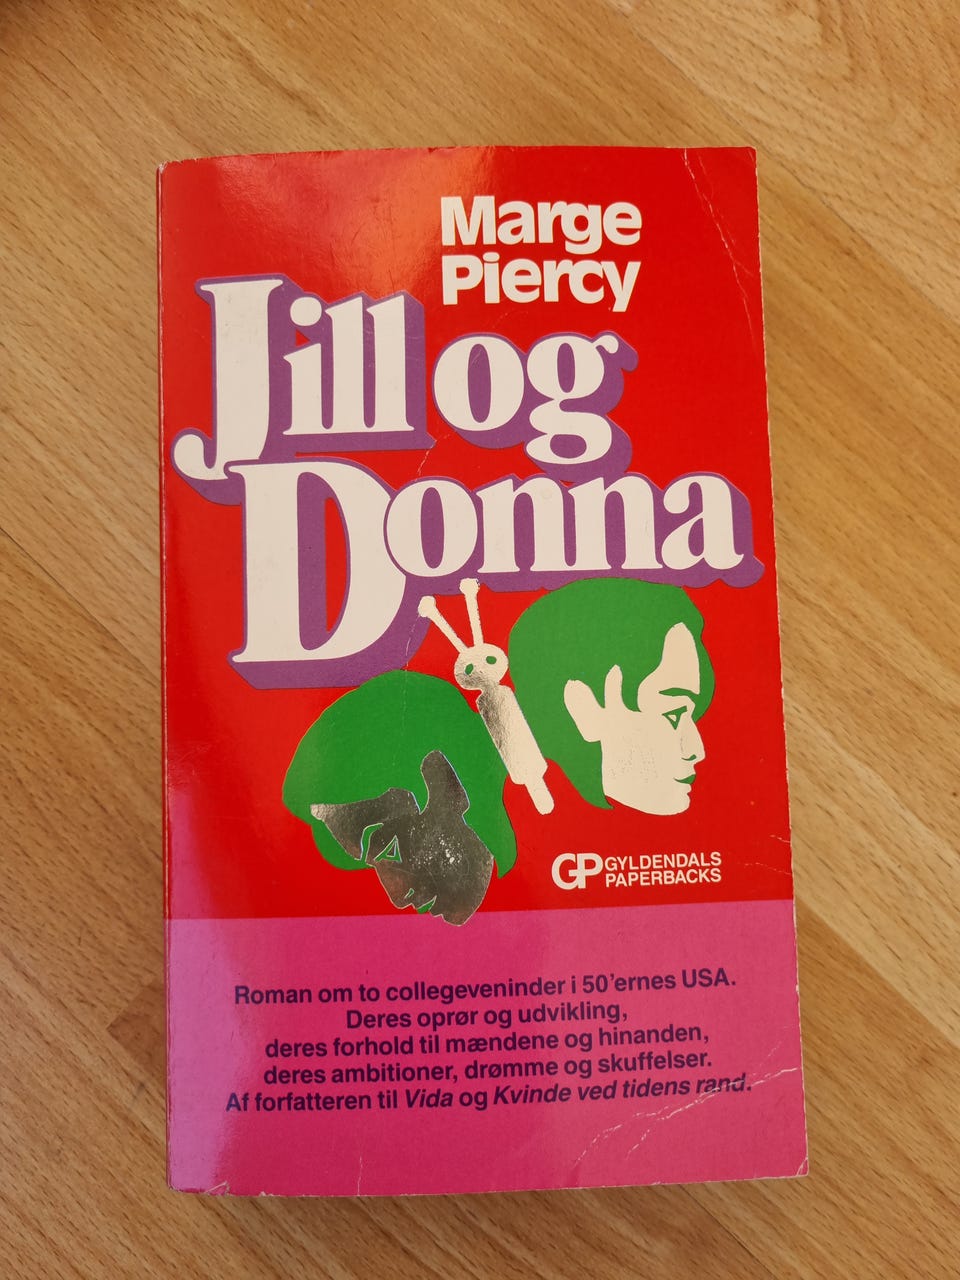 Marge
Piercy
Jill og
Donna
GP GYLDENDALS
PAPERBACKS
Roman om to collegeveninder i 50'ernes USA.
Deres oprør og udvikling,
deres forhold til mændene og hinanden,
deres ambitioner, drømme og skuffelser.
Af forfatteren til Vida og Kvinde ved tidens rand.